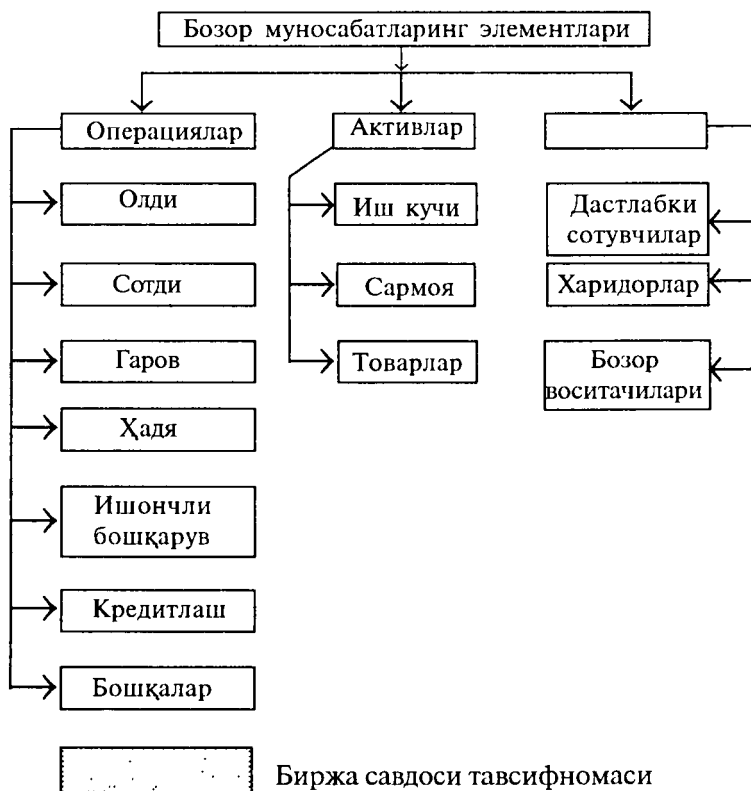 Бозор муносабатларинг элементлари
Операциялар
Активлар
Олди
Сотди
Гаров
Ҳадя
Ишончли
бошқарув
Кредитлаш
Бошқалар
Иш кучи
Сармоя
Товарлар
Дастлабки
сотувчилар
Харидорлар
Бозор
воситачилари
Биржа савдоси тавсифномаси